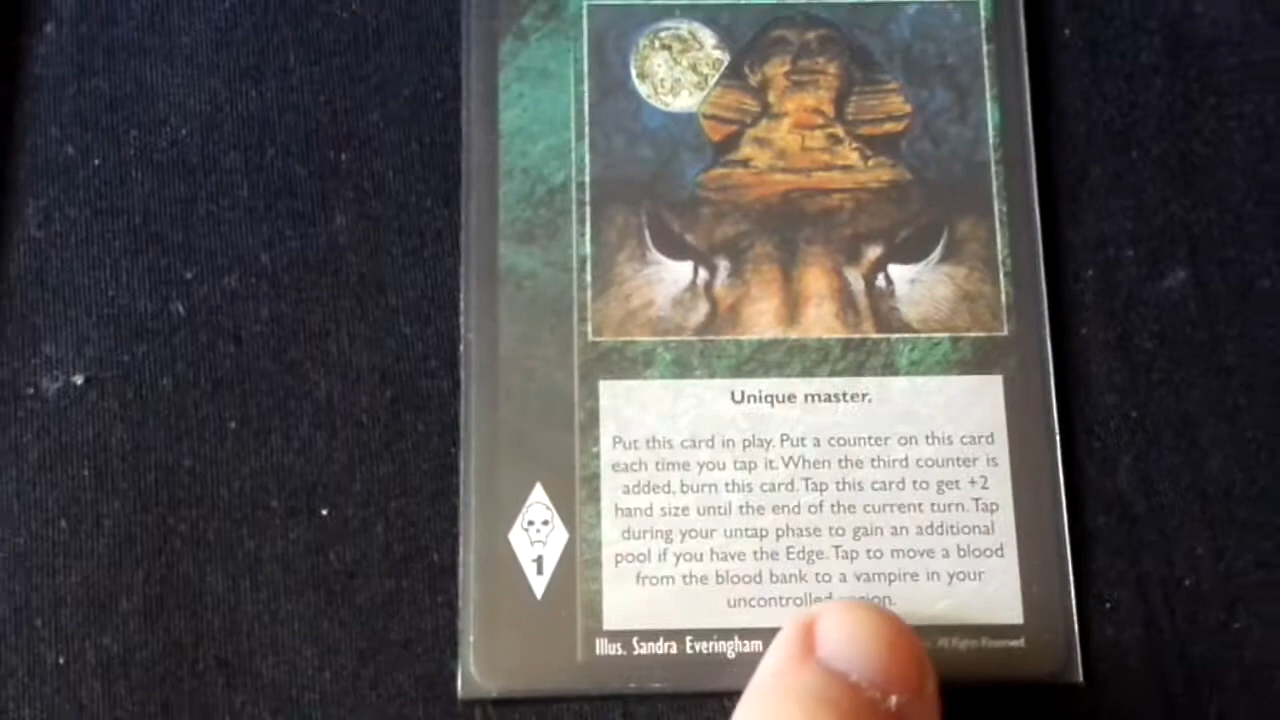 Unique master.
Put this card in play. Put a counter on this card
each time you tap it. When the third counter is
added, burn this card. Tap this card to get +2
hand size until the end of the current turn. Tap
during your untap phase to gain an additional
pool if you have the Edge. Tap to move a blood
from the blood bank to a vampire in your
uncontrolled
1
Illus. Sandra Everingham
All Rights Reserved.